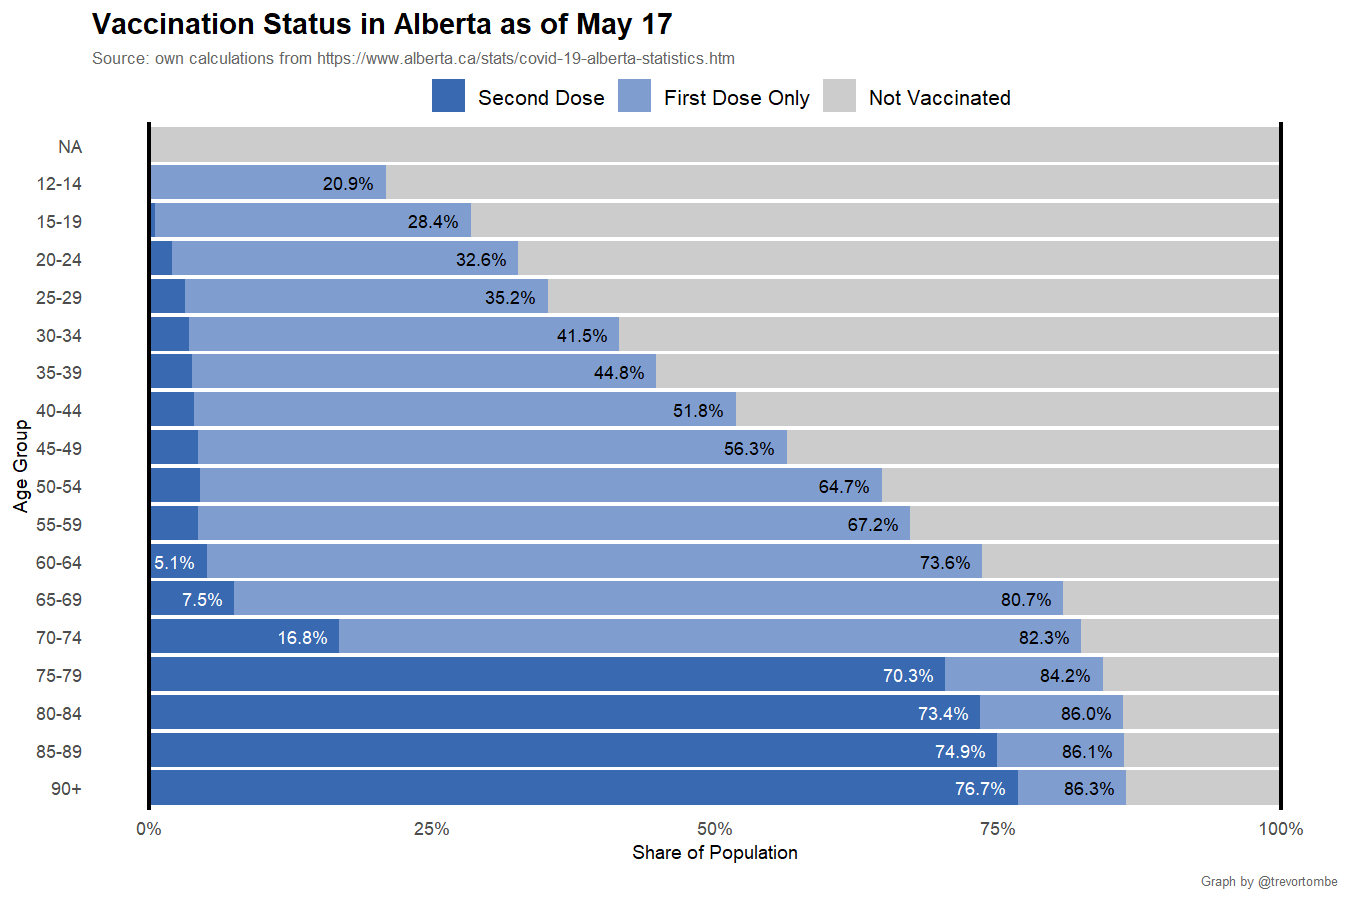 Vaccination Status in Alberta as of May 17
Source: own calculations from https://www.alberta.ca/stats/covid-19-alberta-statistics.htm
Second Dose First Dose Only Not Vaccinated
NA
12-14 20.9%
15-19 28.4%
20-24 32.6%
25-29 35.2%
30-34 41.5%
35-39 44.8%
40-44 51.8%
45-49 56.3%
50-54 64.7%
55-59 67.2%
60-64 5.1% 73.6%
65-69 7.5% 80.7%
70-74 16.8% 82.3%
75-79 70.3% 84.2%
80-84 73.4% 86.0%
85-89 74.9% 86.1%
90+ 76.7% 86.3%
Age Group
0% 25% 50% 75% 100%
Share of Population
Graph by @trevortombe